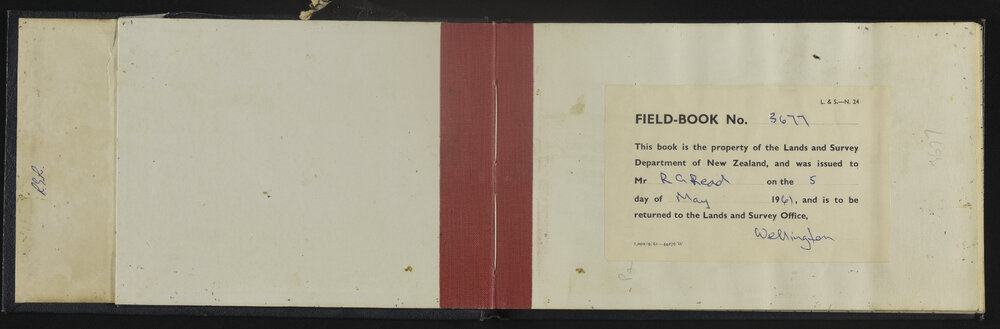 L. & S.—N. 24
FIELD-BOOK No. 3677
This book is the property of the Lands and Survey
Department of New Zealand, and was issued to
Mr R G Read on the 5
day of May 1961, and is to be
returned to the Lands and Survey Office,
Wellington
3677